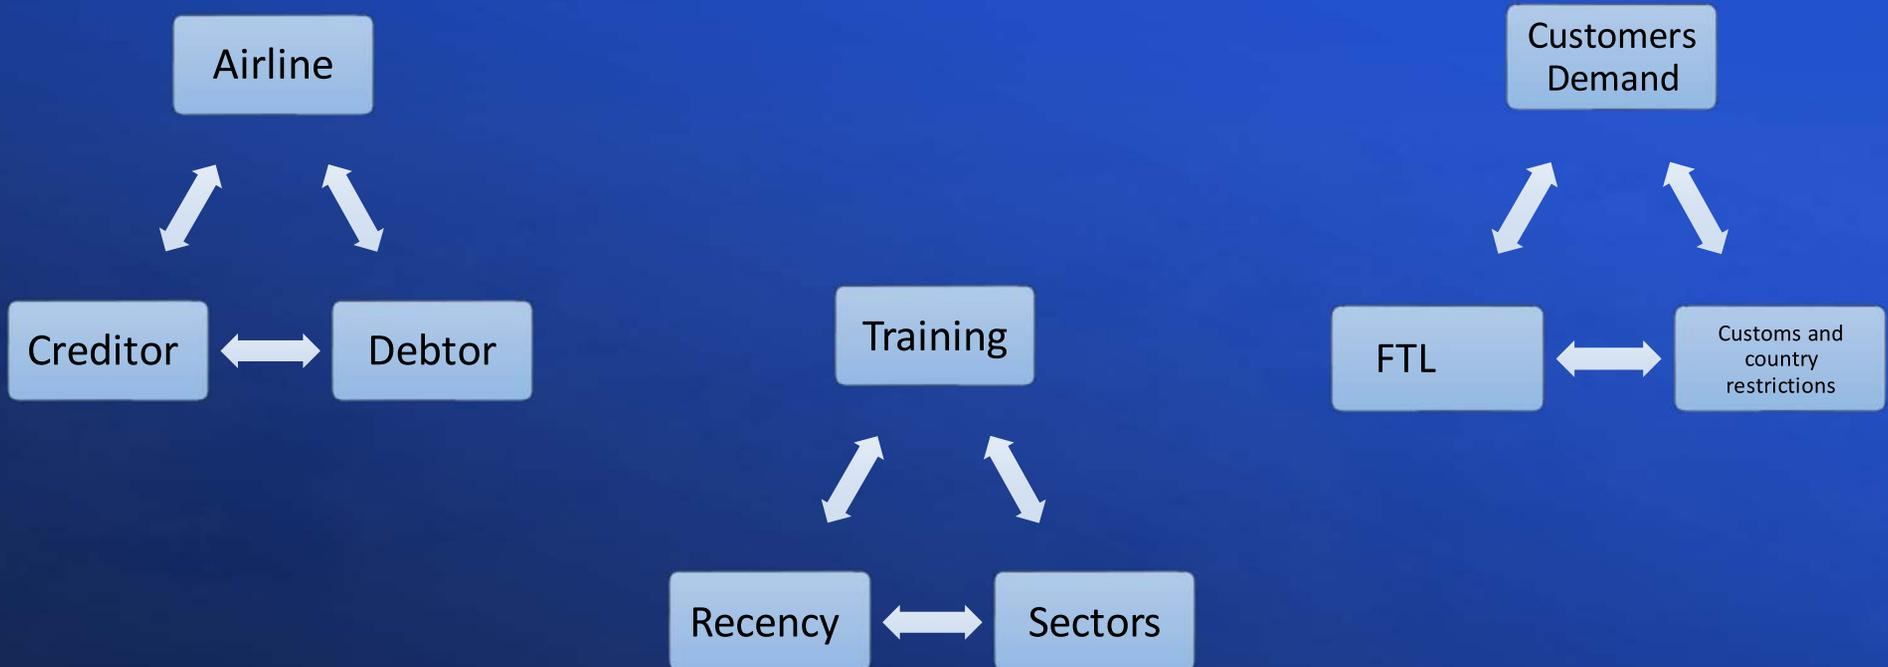 Airline
Creditor
Debtor
Training
Recency
Sectors
Customers
Demand
FTL
Customs and
country
restrictions